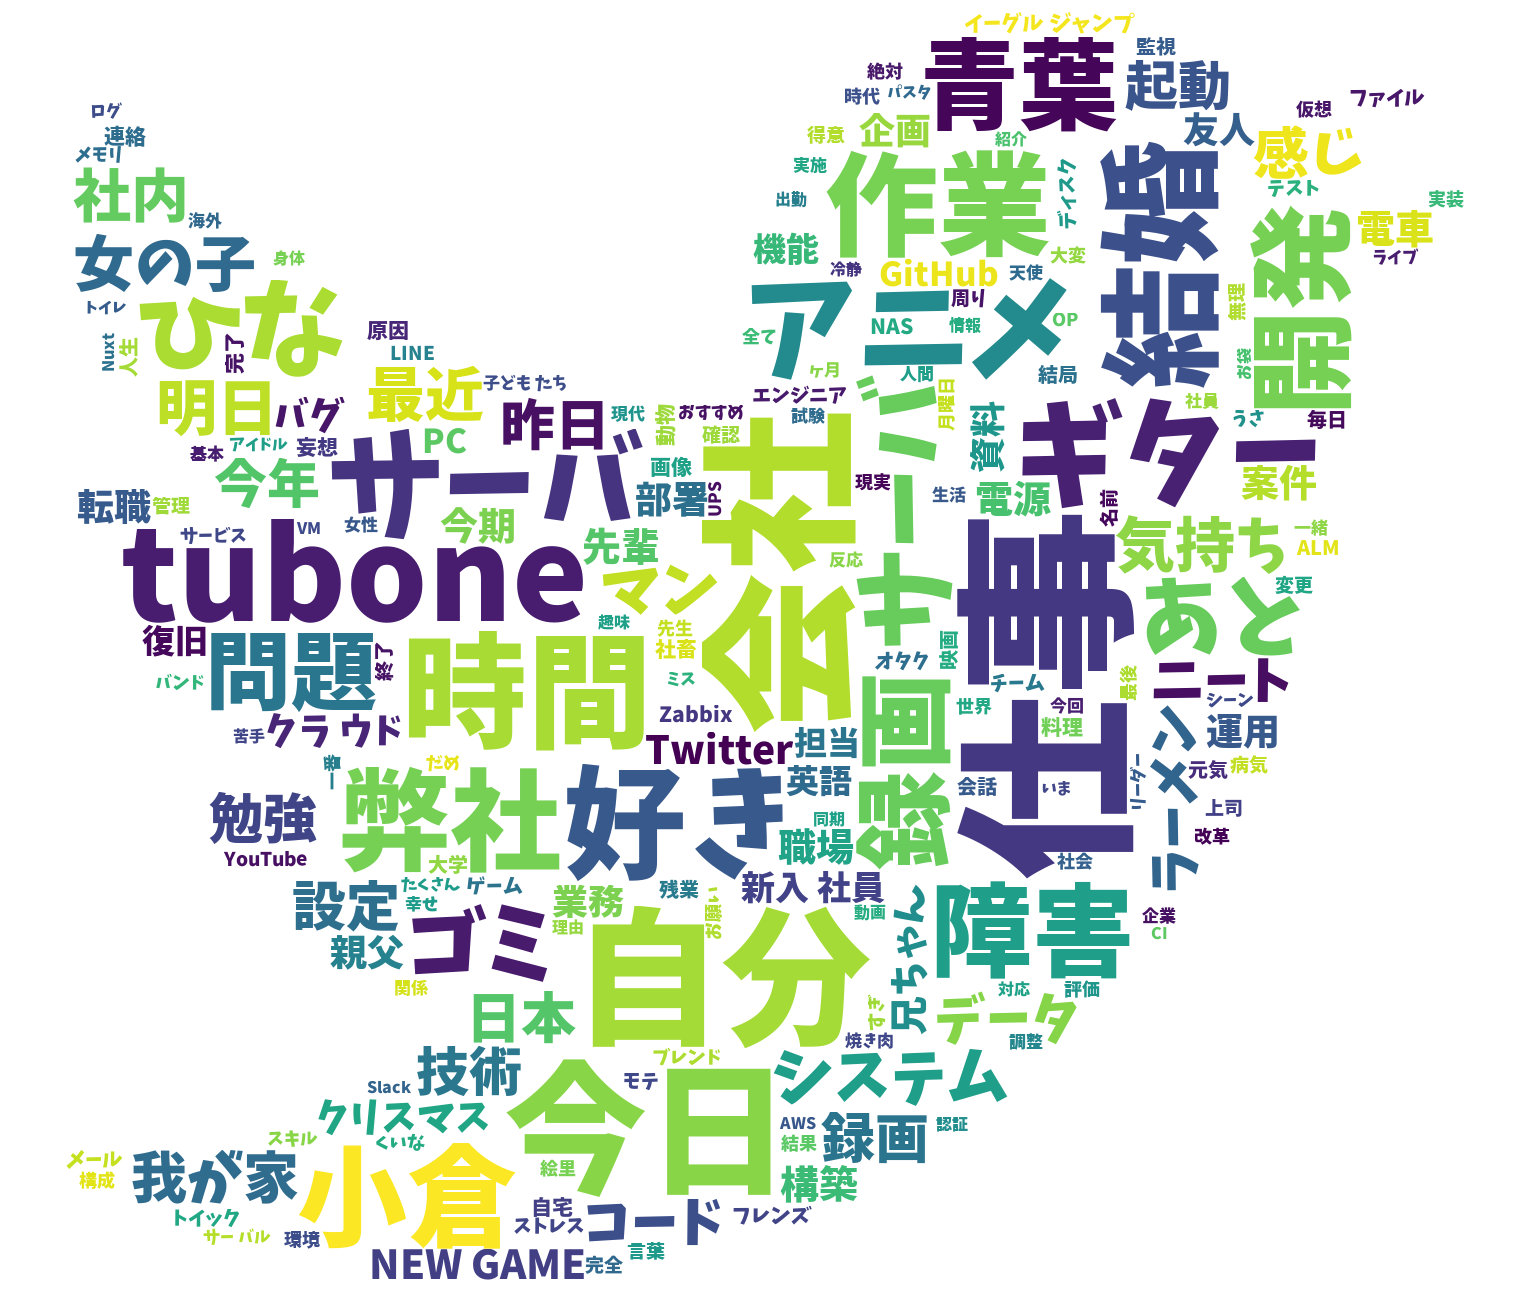 イーグル ジャンプ
青葉
監視
絶対
起動
時代
パスタ
仮想
ファイル
ログ
連絡
メモリ
得意
企画
紹介
友人
感じ
社内
実施
作業
ディスク
結婚
テスト
実装
海外
出勤
開発
電車
ライブ
女の子
身体
機能
冷静
GitHub
天使
大変
トイレ
ひな
アニメ
周り
無理
原因
全て
NAS
情報
OP
Nuxt
人生
完了
LINE
最近
子ども たち
ヶ月
人間
結局
お袋
明日
バグ
昨日
現代
動物
おすすめ
エンジニア
試験
月曜日
社員
うさ
毎日
基本
アイドル
妄想
サーバ
PC
確認
資料
ギター
今年
画像
会社
サーバー
現実
生活
電源
名前
案件
転職
管理
女性
今期
部署
UPS
サービス
VM
tubone
先輩
反応
仕事
気持ち
一緒
ALM
マン
あと
変更
復旧
問題
終了
時間
趣味
先生
社畜
オタク
映画
バンド
ミス
チーム
最後
ニート
シーン
苦手
クラ ウド
Zabbix
録画
世界
今回
料理
ラーメン
運用
一番
だめ
Twitter
担当
元気
病気
勉強
弊社
好き
英語
会話
いま
リーダー
上司
YouTube
大学
同期
職場
社会
改革
設定
たくさん
ゲーム
幸せ
業務
残業
お願い
新入 社員
動画
兄ちゃん
障害
企業
CI
親父
ゴミ
理由
自分
関係
日本
すき
データ
対応
評価
焼き肉
調整
技術
ブレンド
システム
Slack
モテ
クリスマス
今日
AWS
録画
認証
スキル
くいな
結果
メール
構成
我が家
小倉
絵里
構築
トイック
自宅
コード
フレンズ
サー バル
環境
ストレス
言葉
NEW GAME
完全